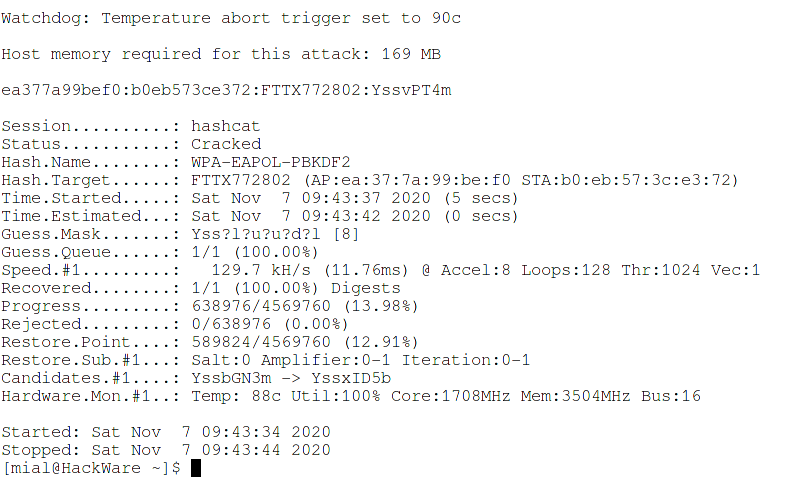 Watchdog: Temperature abort trigger set to 90c
Host memory required for this attack: 169 MB
ea377a99bef0:b0eb573ce372:FTTX772802:YssvPT4m
Session..........: hashcat
Status...........: Cracked
Hash.Name........: WPA-EAPOL-PBKDF2
Hash.Target......: FTTX772802 (AP:ea:37:7a:99:be:f0 STA:b0:eb:57:3c:e3:72)
Time.Started.....: Sat Nov  7 09:43:37 2020 (5 secs)
Time.Estimated...: Sat Nov  7 09:43:42 2020 (0 secs)
Guess.Mask.......: Yss?l?u?u?d?l [8]
Guess.Queue......: 1/1 (100.00%)
Speed.#1.........:   129.7 kH/s (11.76ms) @ Accel:8 Loops:128 Thr:1024 Vec:1
Recovered........: 1/1 (100.00%) Digests
Progress.........: 638976/4569760 (13.98%)
Rejected.........: 0/638976 (0.00%)
Restore.Point....: 589824/4569760 (12.91%)
Restore.Sub.#1...: Salt:0 Amplifier:0-1 Iteration:0-1
Candidates.#1....: YssbGN3m -> YssxID5b
Hardware.Mon.#1..: Temp: 88c Util:100% Core:1708MHz Mem:3504MHz Bus:16
Started: Sat Nov  7 09:43:34 2020
Stopped: Sat Nov  7 09:43:44 2020
[mial@HackWare ~]$